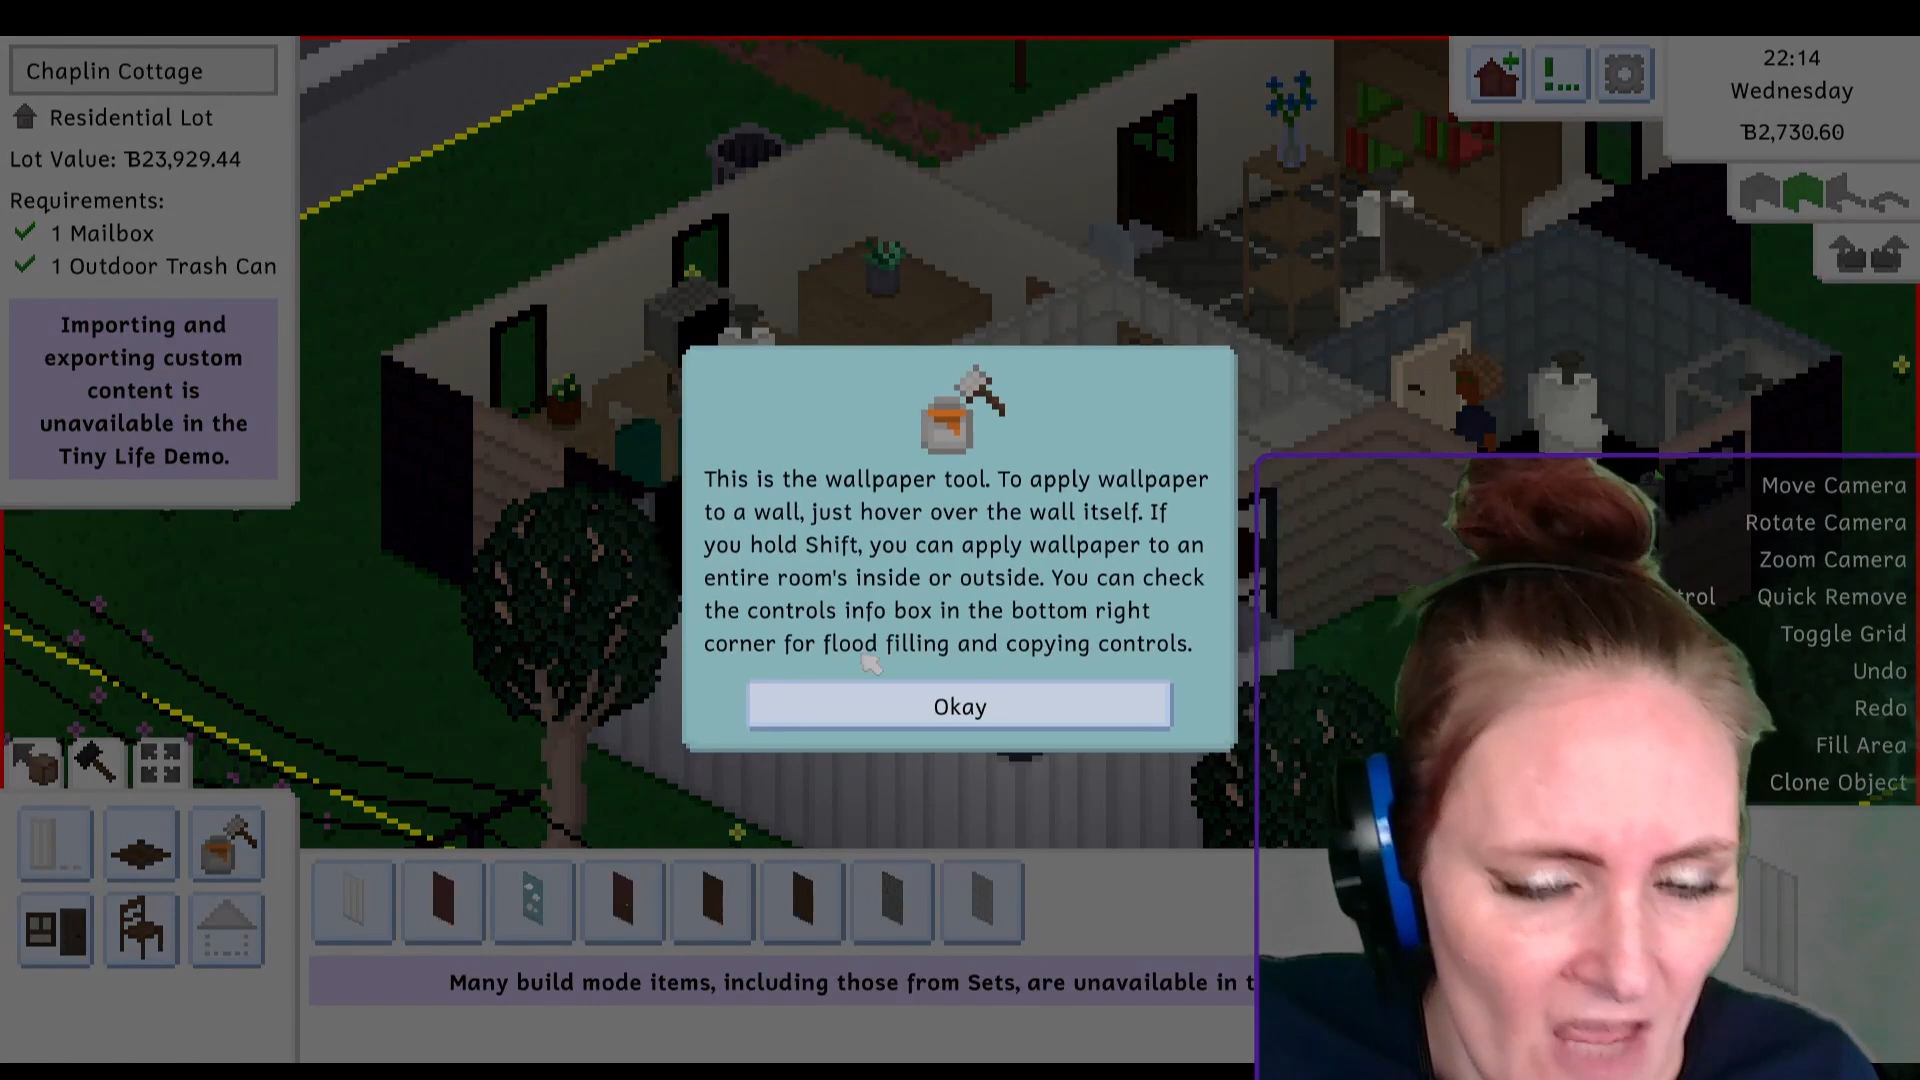 Chaplin Cottage
Residential Lot
Lot Value: Ɓ23,929.44
Requirements:
1 Mailbox
1 Outdoor Trash Can
Importing and
exporting custom
content is
unavailable in the
Tiny Life Demo.
22:14
Wednesday
Ɓ2,730.60
This is the wallpaper tool. To apply wallpaper
to a wall, just hover over the wall itself. If
you hold Shift, you can apply wallpaper to an
entire room's inside or outside. You can check
the controls info box in the bottom right
corner for flood filling and copying controls.
Okay
Move Camera
Rotate Camera
Zoom Camera
trol Quick Remove
Toggle Grid
Undo
Redo
Fill Area
Clone Object
Many build mode items, including those from Sets, are unavailable in t